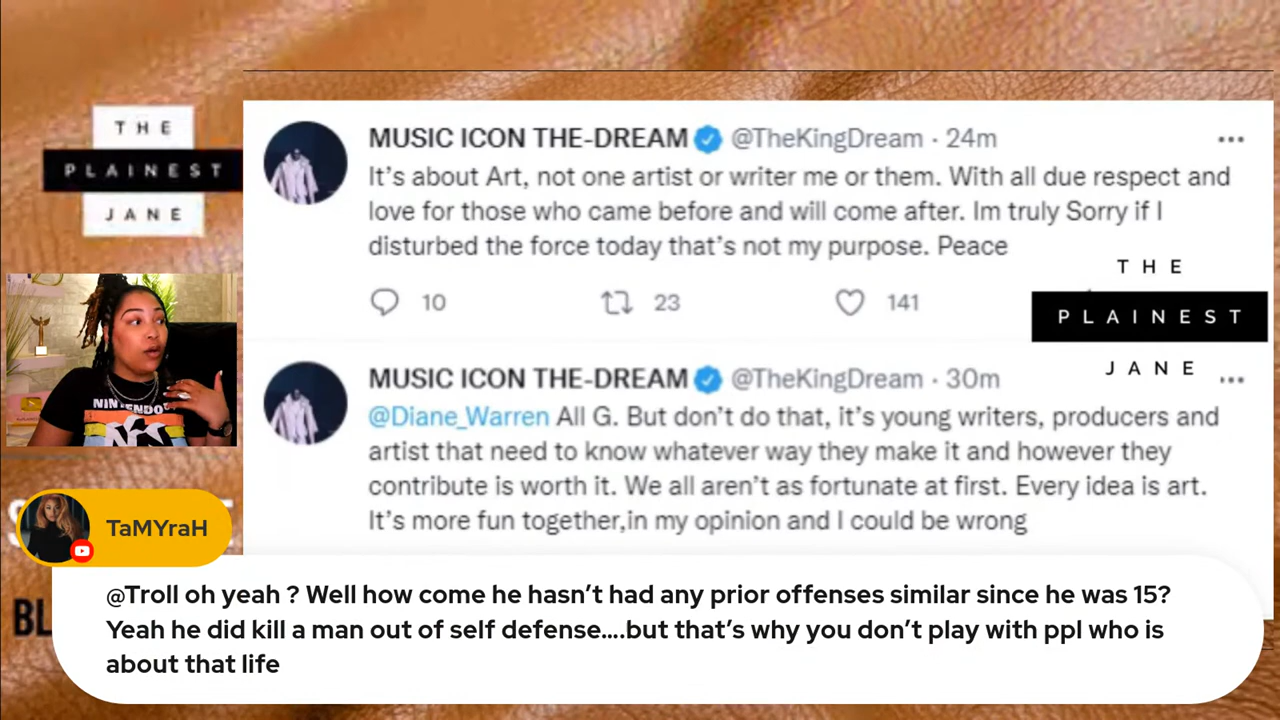 THE
PLAINEST
JANE
MUSIC ICON THE-DREAM @TheKingDream · 24m
It's about Art, not one artist or writer me or them. With all due respect and
love for those who came before and will come after. Im truly Sorry if I
disturbed the force today that's not my purpose. Peace
10 23 141
THE
PLAINEST
JANE
MUSIC ICON THE-DREAM @TheKingDream · 30m
@Diane_Warren All G. But don't do that, it's young writers, producers and
artist that need to know whatever way they make it and however they
contribute is worth it. We all aren't as fortunate at first. Every idea is art.
It's more fun together,in my opinion and I could be wrong
NINTENDO
TaMYraH
BL
@Troll oh yeah ? Well how come he hasn't had any prior offenses similar since he was 15?
Yeah he did kill a man out of self defense....but that's why you don't play with ppl who is
about that life